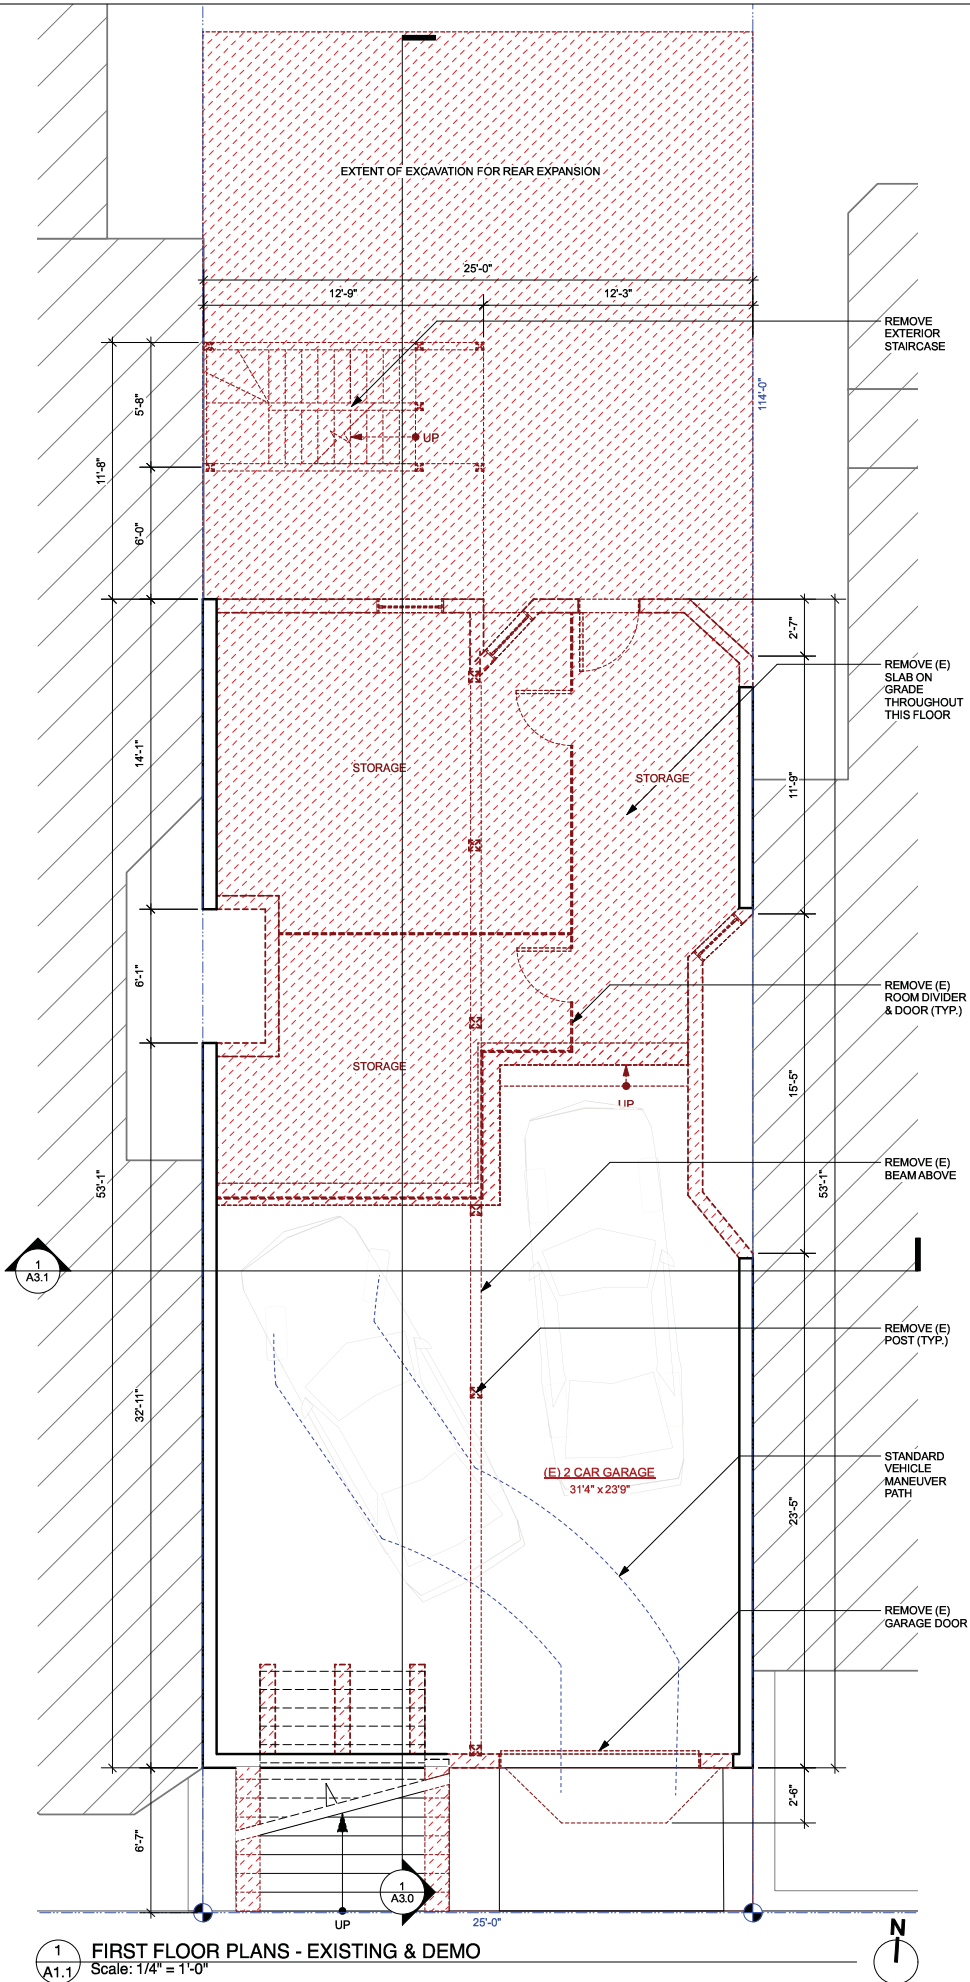 EXTENT OF EXCAVATION FOR REAR EXPANSION
25'-0"
12'-9"
12'-3"
REMOVE
EXTERIOR
STAIRCASE
114'-0"
5'-8"
11'-8"
UP
6'-0"
2'-7"
REMOVE (E)
SLAB ON
GRADE
THROUGHOUT
THIS FLOOR
14'-1"
STORAGE
STORAGE
11'-9"
6'-1"
REMOVE (E)
ROOM DIVIDER
& DOOR (TYP.)
STORAGE
UP
15'-5"
53'-1"
REMOVE (E)
BEAM ABOVE
53'-1"
1
A3.1
REMOVE (E)
POST (TYP.)
32'-11"
(E) 2 CAR GARAGE
31'4" x 23'9"
STANDARD
VEHICLE
MANEUVER
PATH
23'-5"
REMOVE (E)
GARAGE DOOR
2'-6"
6'-7"
1
A3.0
UP
25'-0"
N
1
A1.1
FIRST FLOOR PLANS - EXISTING & DEMO
Scale: 1/4" = 1'-0"